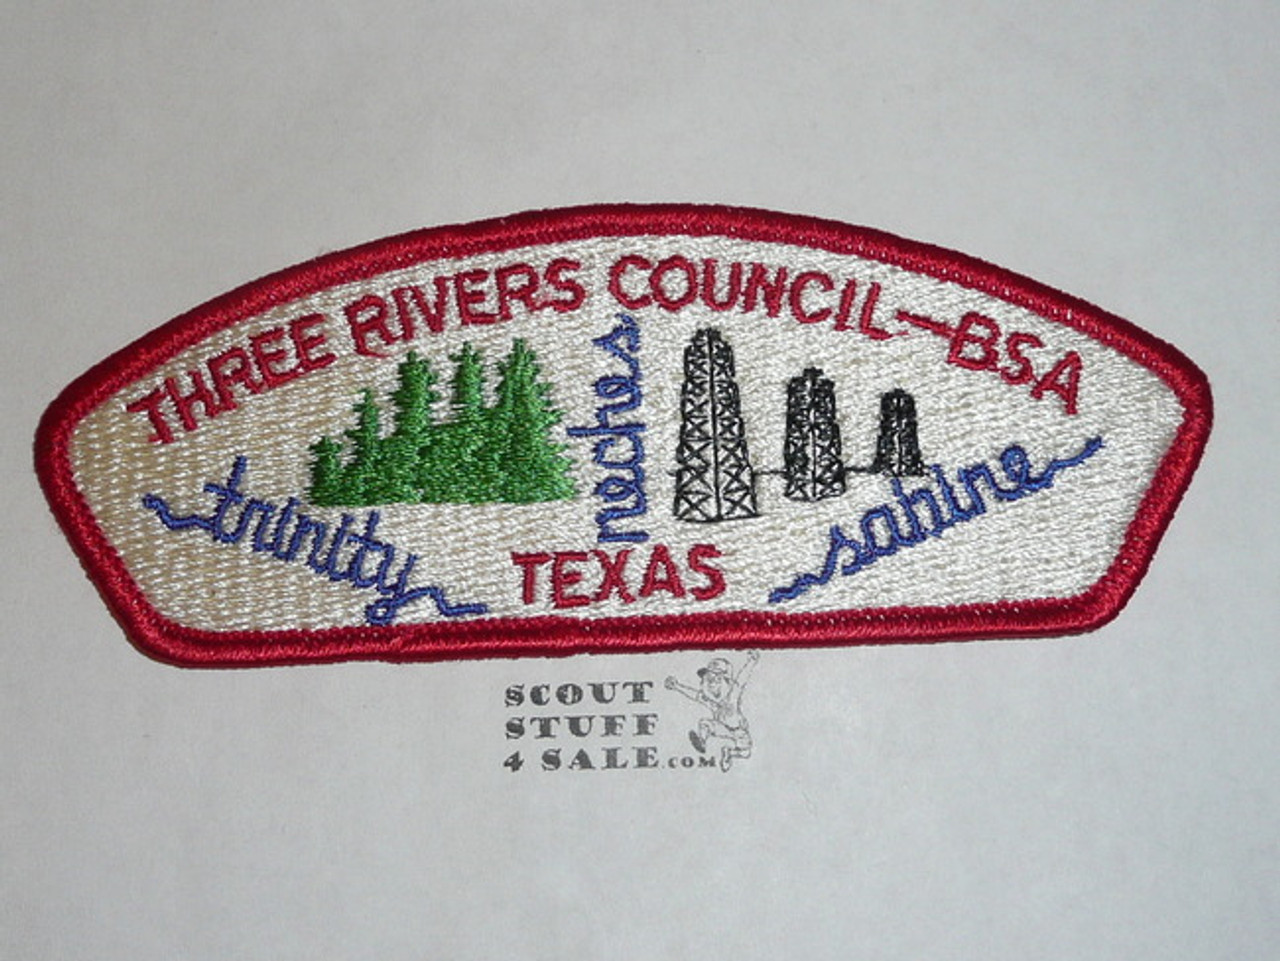 THREE RIVERS COUNCIL—BSA
trinity
neches
sabine
TEXAS
SCOUT
STUFF
4 SALE.COM